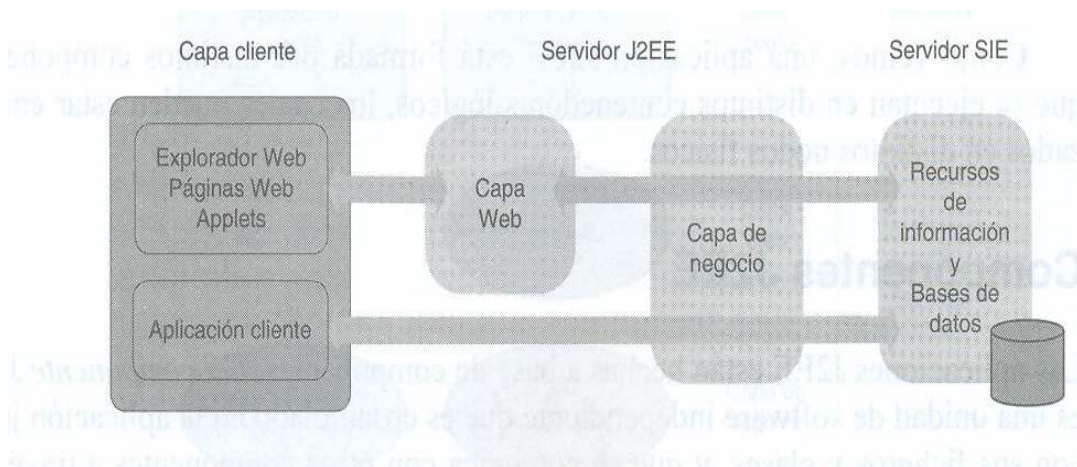 Capa cliente
Servidor J2EE
Servidor SIE
Explorador Web
Páginas Web
Applets
Capa
Web
Capa de
negocio
Recursos
de
información
y
Bases de
datos
Aplicación cliente